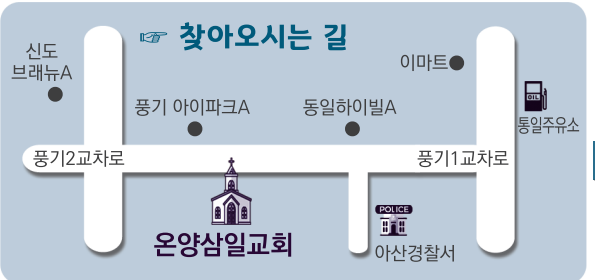 ☞ 찾아오시는 길
신도
브래뉴A
이마트
OIL
통일주유소
풍기 아이파크A
동일하이빌A
풍기2교차로
풍기1교차로
POLICE
온양삼일교회
아산경찰서